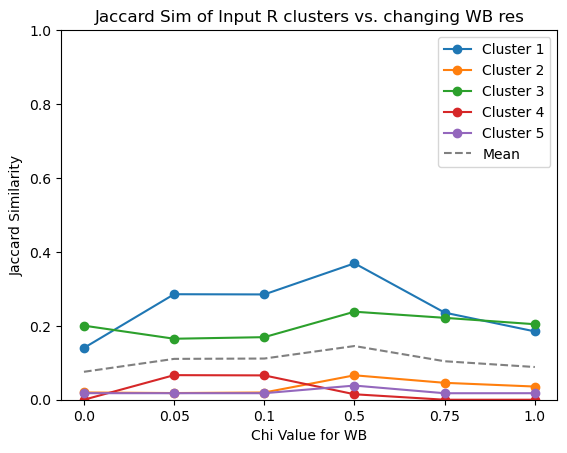 Jaccard Sim of Input R clusters vs. changing WB res
1.0
0.8
0.6
0.4
0.2
0.0
Jaccard Similarity
Cluster 1
Cluster 2
Cluster 3
Cluster 4
Cluster 5
Mean
0.0 0.05 0.1 0.5 0.75 1.0
Chi Value for WB